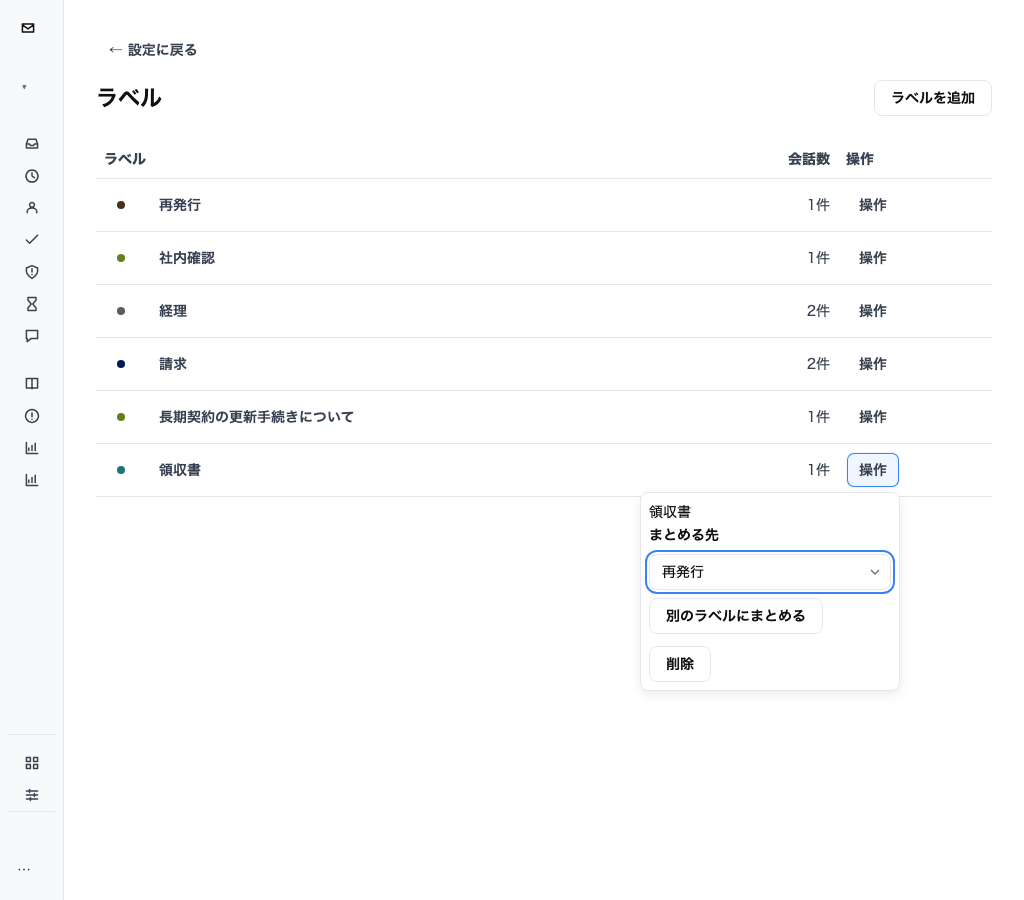 ← 設定に戻る
ラベル
ラベルを追加
ラベル 会話数 操作
再発行 1件 操作
社内確認 1件 操作
経理 2件 操作
請求 2件 操作
長期契約の更新手続きについて 1件 操作
領収書 1件 操作
領収書
まとめる先
再発行
別のラベルにまとめる
削除